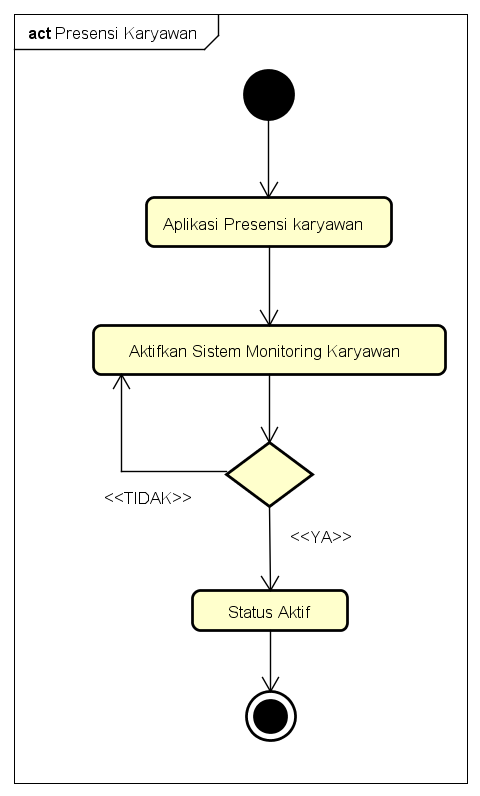 act Presensi Karyawan
Aplikasi Presensi karyawan
Aktifkan Sistem Monitoring Karyawan
<<TIDAK>>
<<YA>>
Status Aktif